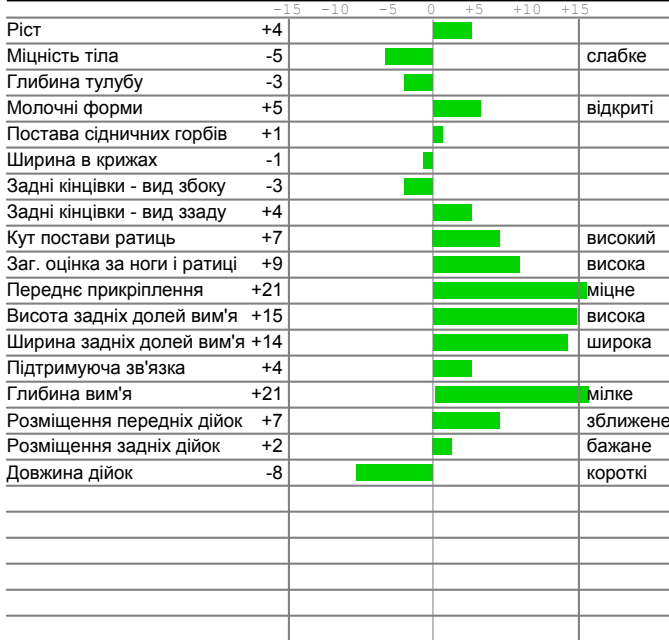 -15 -10 -5 0 +5 +10 +15
Ріст +4
Міцність тіла -5 слабке
Глибина тулубу -3
Молочні форми +5 відкриті
Постава сідничних горбів +1
Ширина в крижах -1
Задні кінцівки - вид збоку -3
Задні кінцівки - вид ззаду +4
Кут постави ратиць +7 високий
Заг. оцінка за ноги і ратиці +9 висока
Переднє прикріплення +21 міцне
Висота задніх долей вим'я +15 висока
Ширина задніх долей вим'я +14 широка
Підтримуюча зв'язка +4
Глибина вим'я +21 мілке
Розміщення передніх дійок +7 зближене
Розміщення задніх дійок +2 бажане
Довжина дійок -8 короткі